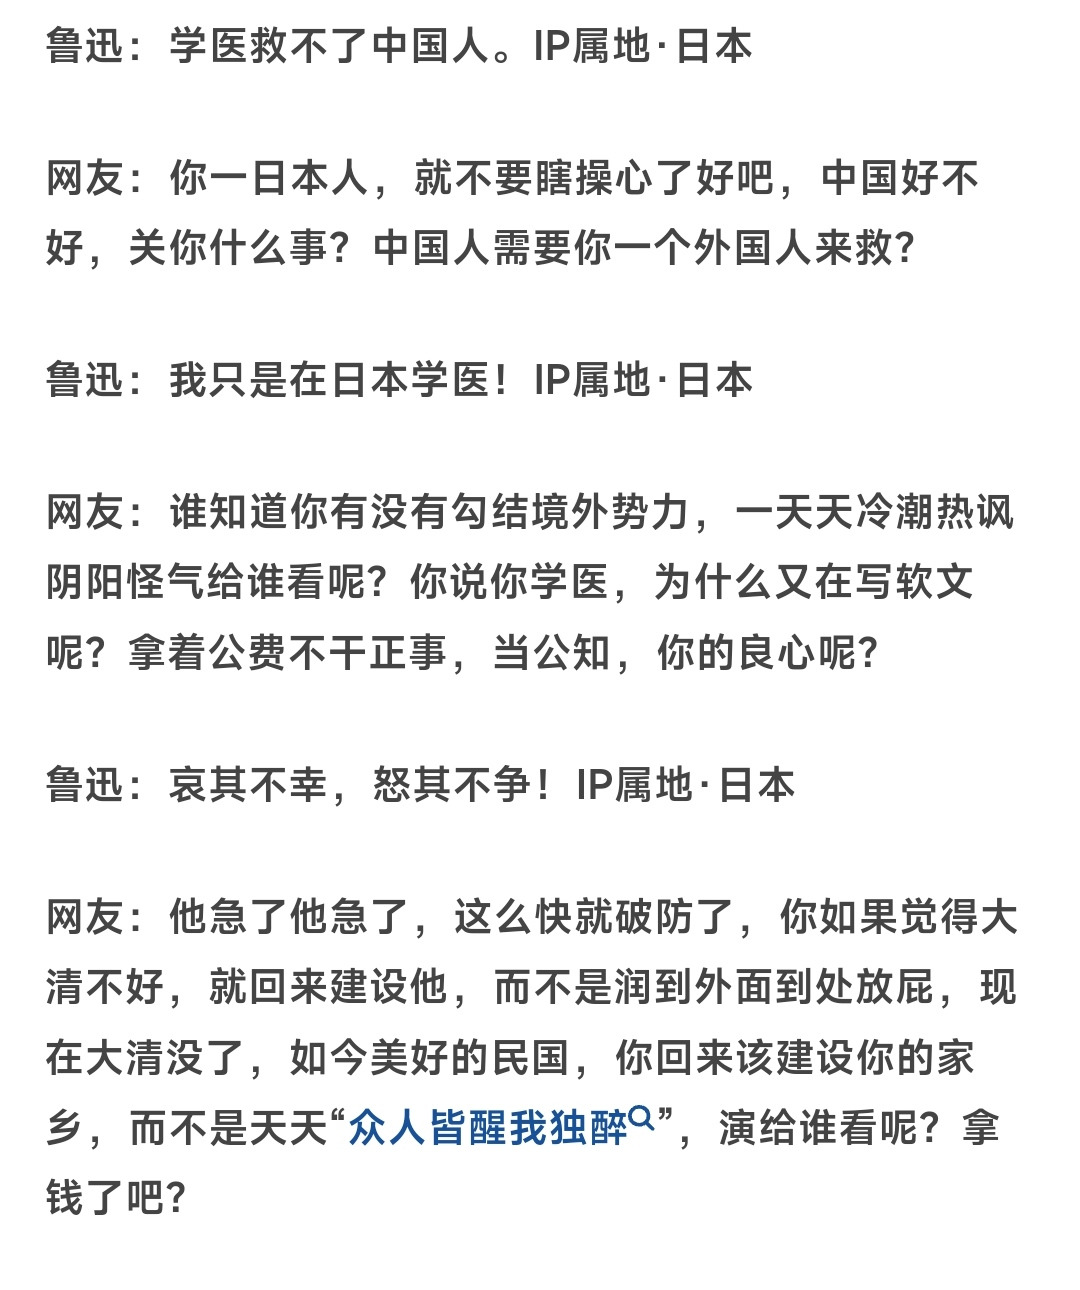 鲁迅：学医救不了中国人。IP属地·日本
网友：你一日本人，就不要瞎操心了好吧，中国好不
好，关你什么事？中国人需要你一个外国人来救？
鲁迅：我只是在日本学医！IP属地·日本
网友：谁知道你有没有勾结境外势力，一天天冷潮热讽
阴阳怪气给谁看呢？你说你学医，为什么又在写软文
呢？拿着公费不干正事，当公知，你的良心呢？
鲁迅：哀其不幸，怒其不争！IP属地·日本
网友：他急了他急了，这么快就破防了，你如果觉得大
清不好，就回来建设他，而不是润到外面到处放屁，现
在大清没了，如今美好的民国，你回来该建设你的家
乡，而不是天天“众人皆醒我独醉”，演给谁看呢？拿
钱了吧？